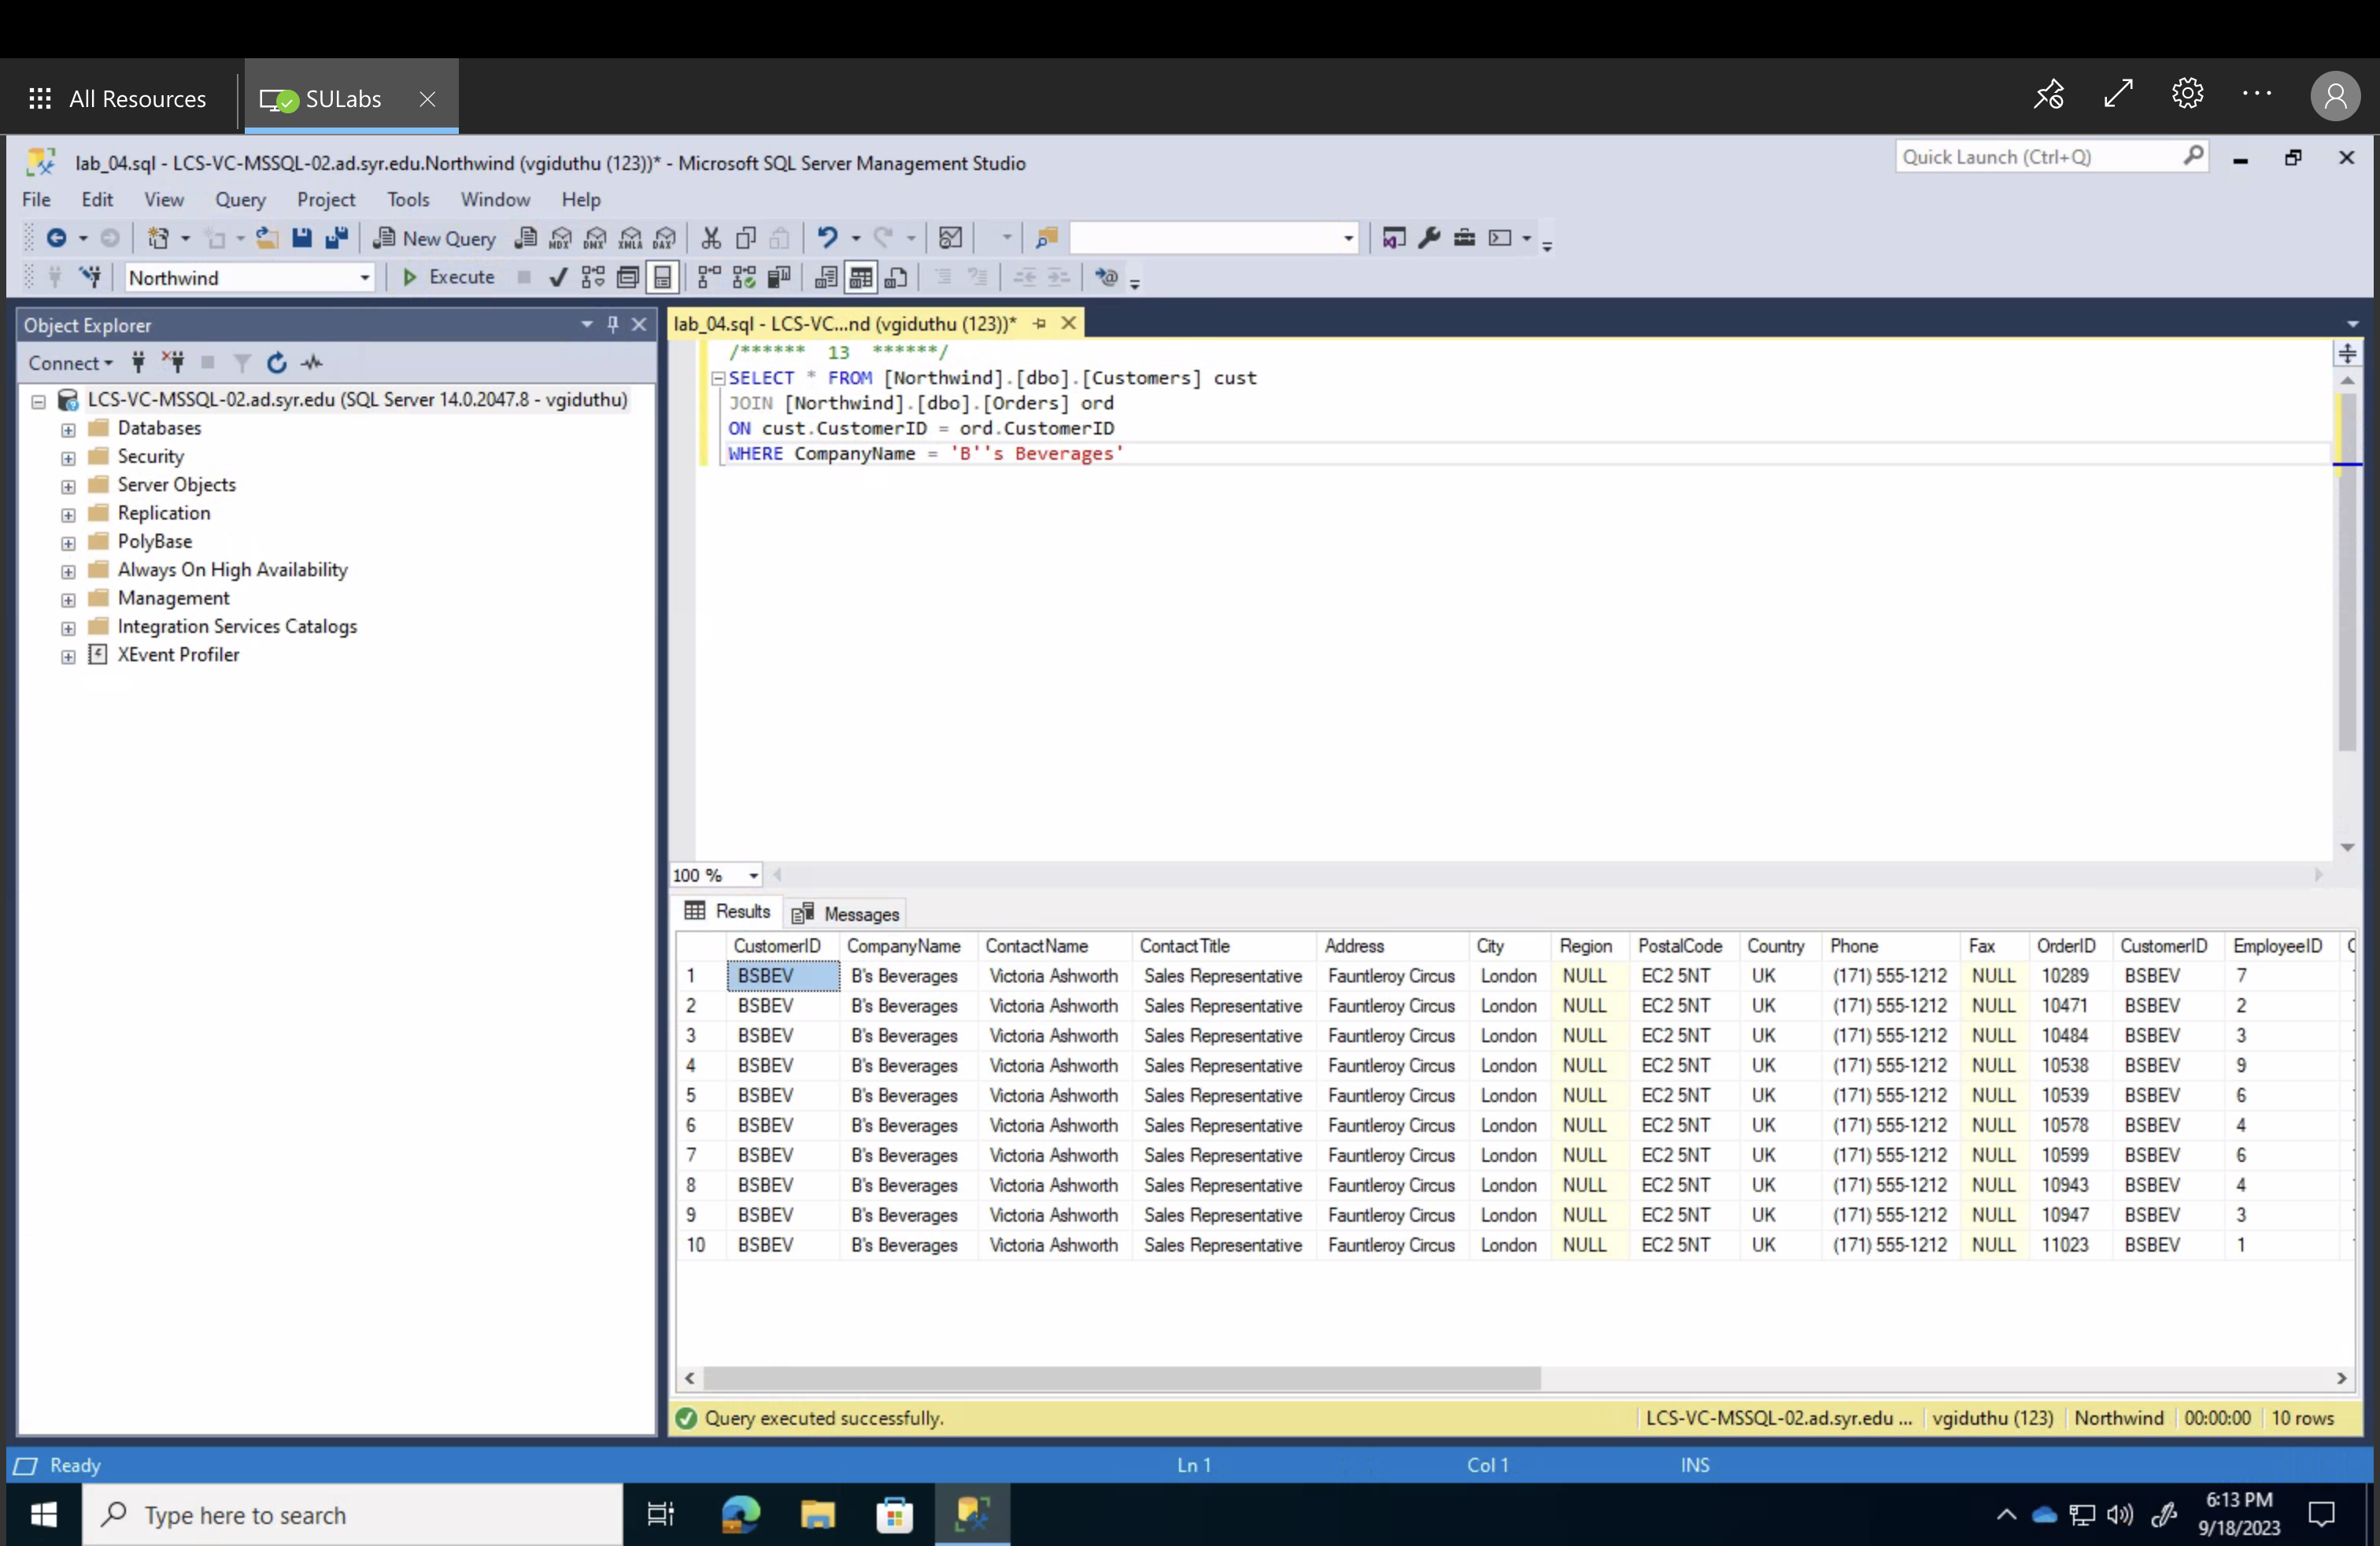 All Resources
SULabs
lab_04.sql - LCS-VC-MSSQL-02.ad.syr.edu.Northwind (vgiduthu (123))* - Microsoft SQL Server Management Studio
Quick Launch (Ctrl+Q)
File Edit View Query Project Tools Window Help
New Query MDX DMX XMLA DAX
Northwind Execute
Object Explorer
Connect
LCS-VC-MSSQL-02.ad.syr.edu (SQL Server 14.0.2047.8 - vgiduthu)
Databases
Security
Server Objects
Replication
PolyBase
Always On High Availability
Management
Integration Services Catalogs
XEvent Profiler
lab_04.sql - LCS-VC...nd (vgiduthu (123))*
/****** 13 ******/
SELECT * FROM [Northwind].[dbo].[Customers] cust
JOIN [Northwind].[dbo].[Orders] ord
ON cust.CustomerID = ord.CustomerID
WHERE CompanyName = 'B''s Beverages'
100 %
Results Messages
CustomerID CompanyName ContactName ContactTitle Address City Region PostalCode Country Phone Fax OrderID CustomerID EmployeeID
1 BSBEV B's Beverages Victoria Ashworth Sales Representative Fauntleroy Circus London NULL EC2 5NT UK (171) 555-1212 NULL 10289 BSBEV 7
2 BSBEV B's Beverages Victoria Ashworth Sales Representative Fauntleroy Circus London NULL EC2 5NT UK (171) 555-1212 NULL 10471 BSBEV 2
3 BSBEV B's Beverages Victoria Ashworth Sales Representative Fauntleroy Circus London NULL EC2 5NT UK (171) 555-1212 NULL 10484 BSBEV 3
4 BSBEV B's Beverages Victoria Ashworth Sales Representative Fauntleroy Circus London NULL EC2 5NT UK (171) 555-1212 NULL 10538 BSBEV 9
5 BSBEV B's Beverages Victoria Ashworth Sales Representative Fauntleroy Circus London NULL EC2 5NT UK (171) 555-1212 NULL 10539 BSBEV 6
6 BSBEV B's Beverages Victoria Ashworth Sales Representative Fauntleroy Circus London NULL EC2 5NT UK (171) 555-1212 NULL 10578 BSBEV 4
7 BSBEV B's Beverages Victoria Ashworth Sales Representative Fauntleroy Circus London NULL EC2 5NT UK (171) 555-1212 NULL 10599 BSBEV 6
8 BSBEV B's Beverages Victoria Ashworth Sales Representative Fauntleroy Circus London NULL EC2 5NT UK (171) 555-1212 NULL 10943 BSBEV 4
9 BSBEV B's Beverages Victoria Ashworth Sales Representative Fauntleroy Circus London NULL EC2 5NT UK (171) 555-1212 NULL 10947 BSBEV 3
10 BSBEV B's Beverages Victoria Ashworth Sales Representative Fauntleroy Circus London NULL EC2 5NT UK (171) 555-1212 NULL 11023 BSBEV 1
Query executed successfully. LCS-VC-MSSQL-02.ad.syr.edu ... vgiduthu (123) Northwind 00:00:00 10 rows
Ready Ln 1 Col 1 INS
Type here to search
6:13 PM
9/18/2023